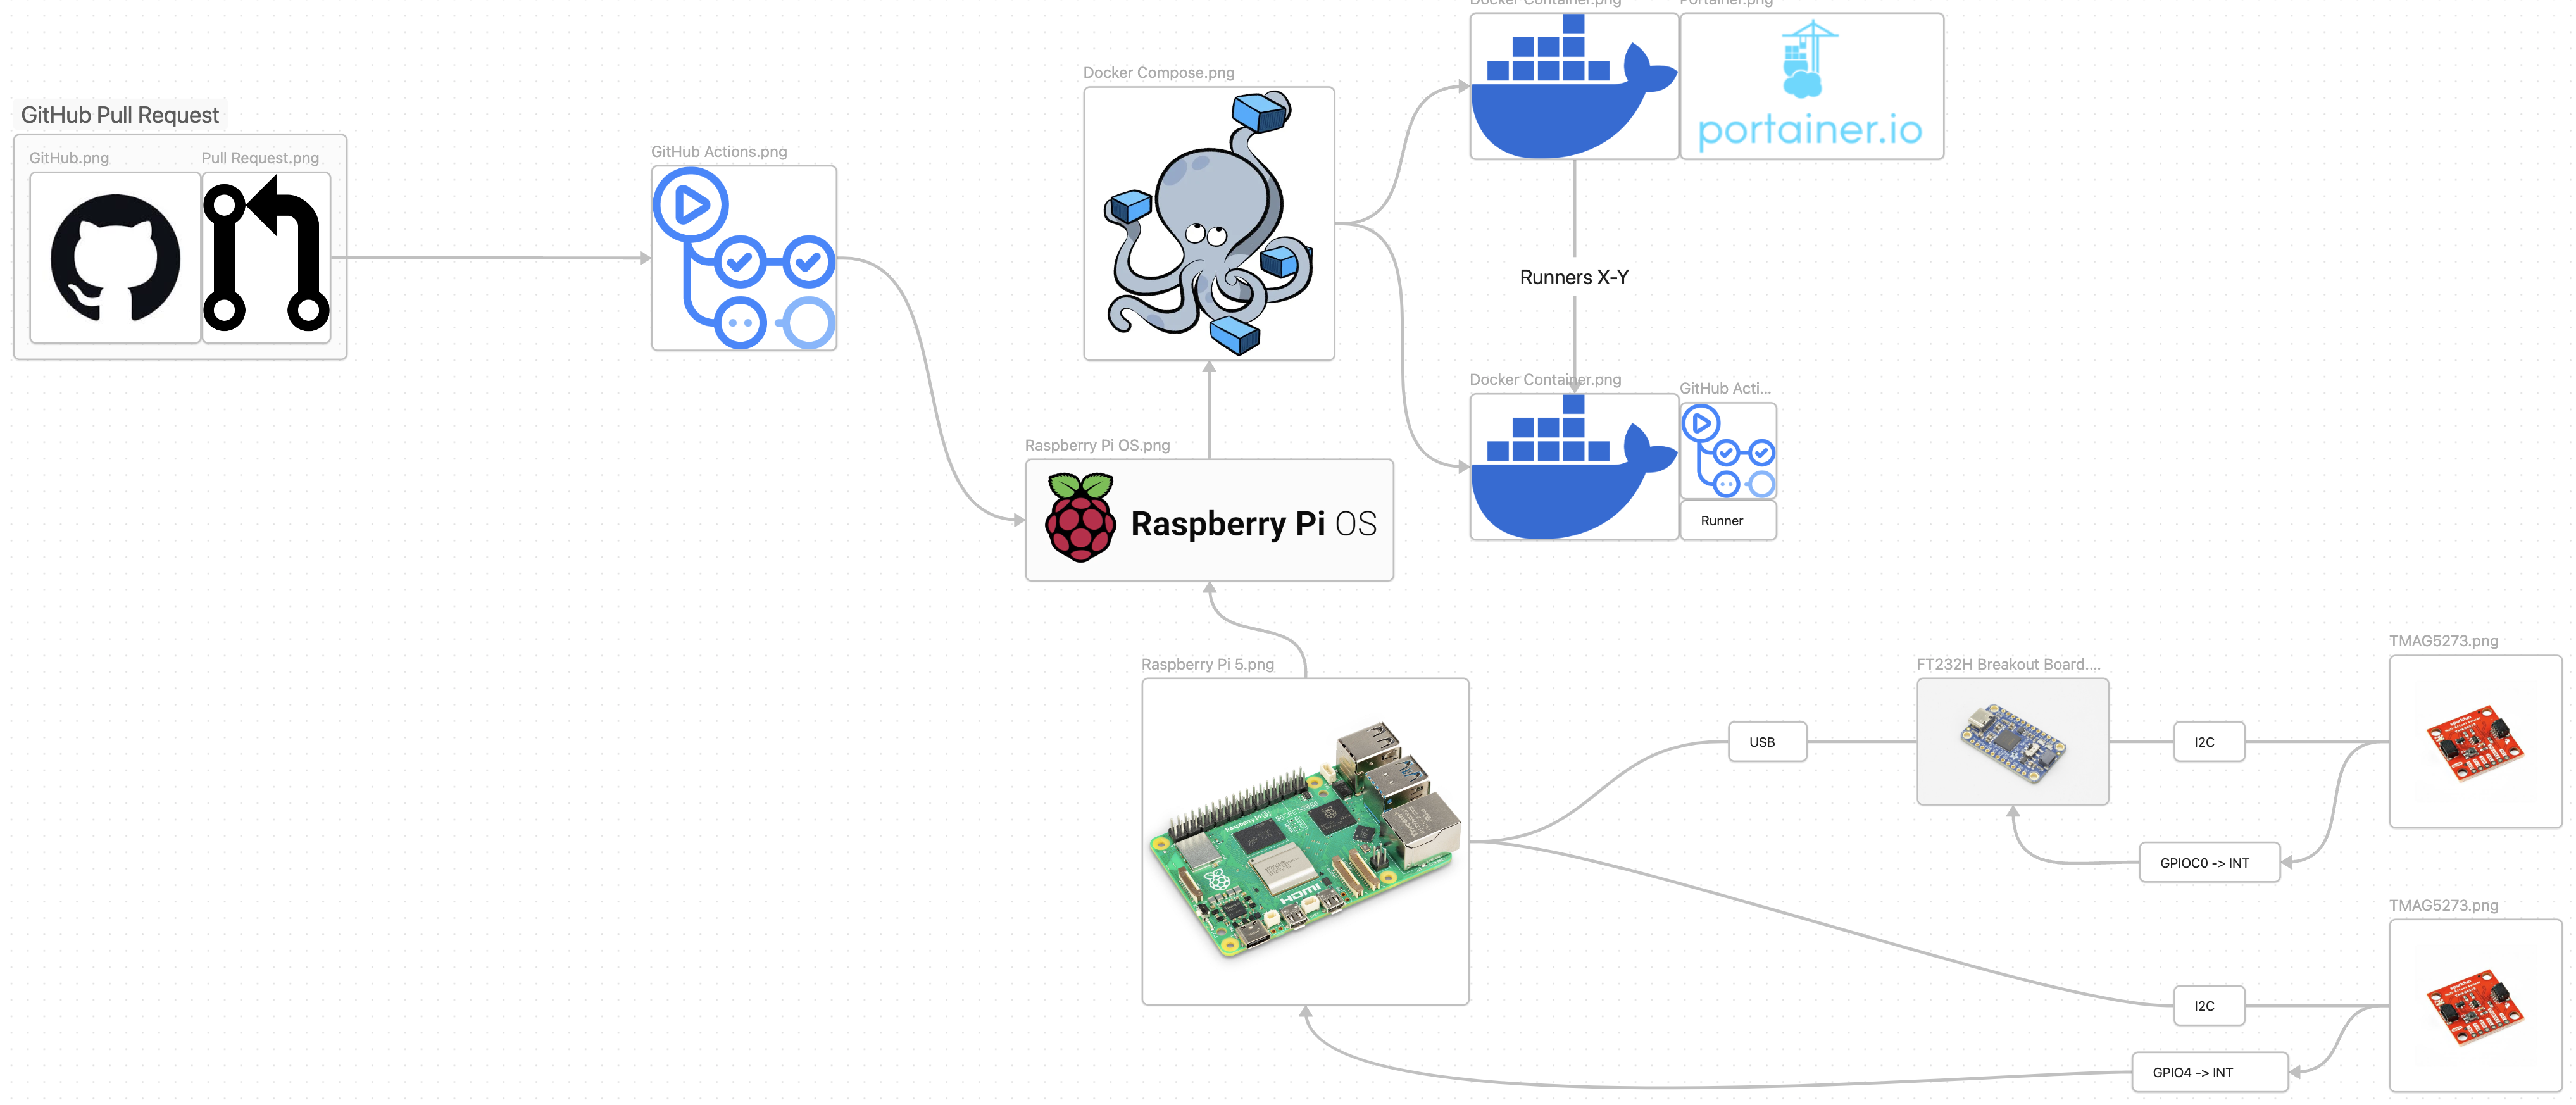 Docker Container.png
Portainer.png
portainer.io
Docker Compose.png
GitHub Pull Request
GitHub.png
Pull Request.png
GitHub Actions.png
Runners X-Y
Docker Container.png
GitHub Acti...
Runner
Raspberry Pi OS.png
Raspberry Pi OS
Raspberry Pi 5.png
HDMI
USB
FT232H Breakout Board....
I2C
TMAG5273.png
GPIOC0 -> INT
TMAG5273.png
I2C
GPIO4 -> INT